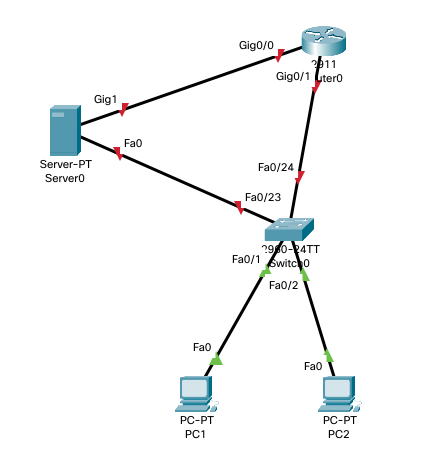 Gig0/0
2911
Gig0/1
uter0
Gig1
Fa0
Server-PT
Server0
Fa0/24
Fa0/23
2960-24TT
Switch0
Fa0/1
Fa0/2
Fa0
Fa0
PC-PT
PC1
PC-PT
PC2